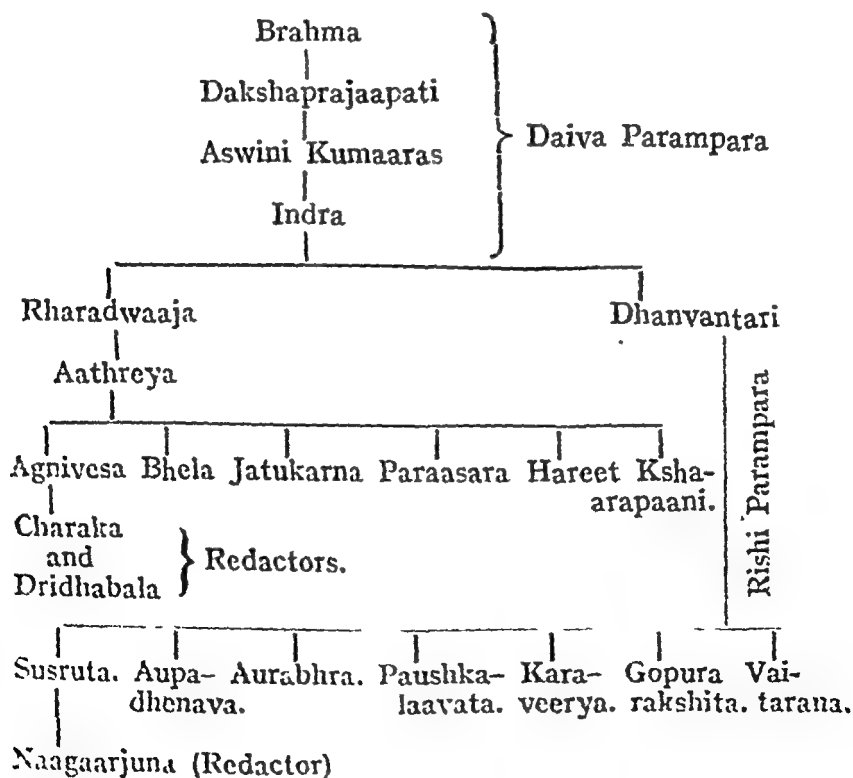 Brahma
Dakshaprajaapati
Aswini Kumaaras
Daiva Parampara
Indra
Rharadwaaja
Dhanvantari
Aathreya
Rishi Parampara
Agnivesa Bhela Jatukarna Paraasara Hareet Ksha-
arapaani.
Charaka
and
Dridhabala
Redactors.
Susruta. Aupa- Aurabhra. Paushka- Kara- Gopura Vai-
dhenava. laavata. veerya. rakshita. tarana.
Naagaarjuna (Redactor)